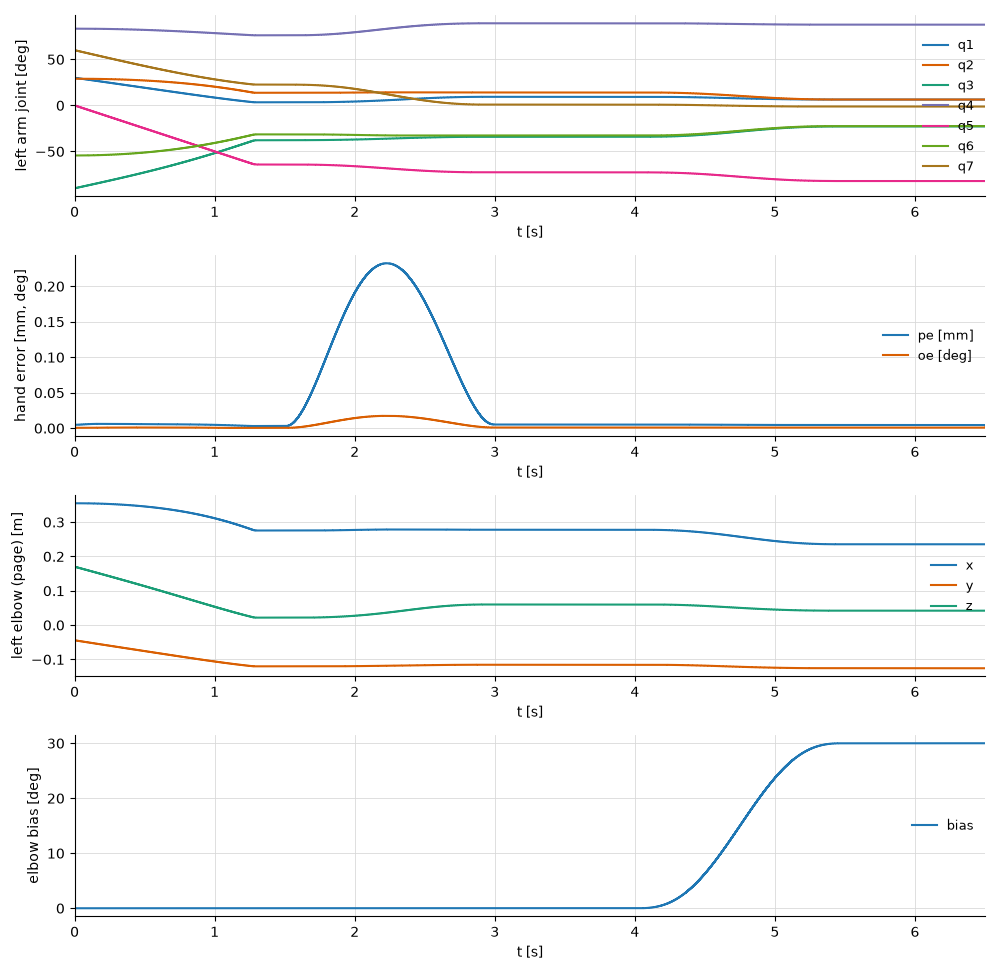 left arm joint [deg]
50
0
−50
q1
q2
q3
q4
q5
q6
q7
0 1 2 3 4 5 6
t [s]
hand error [mm, deg]
0.20
0.15
0.10
0.05
0.00
pe [mm]
oe [deg]
0 1 2 3 4 5 6
t [s]
left elbow (page) [m]
0.3
0.2
0.1
0.0
−0.1
x
y
z
0 1 2 3 4 5 6
t [s]
elbow bias [deg]
30
20
10
0
bias
0 1 2 3 4 5 6
t [s]